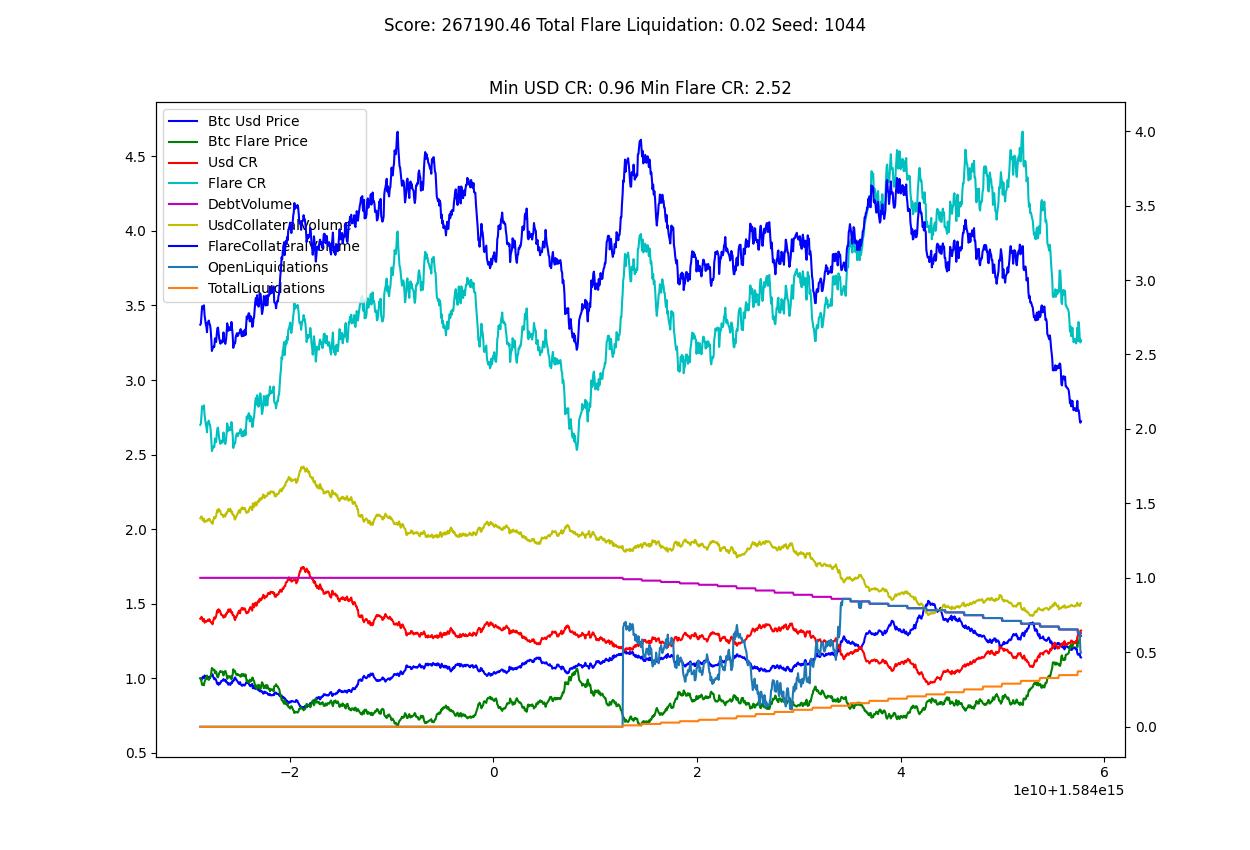 Score: 267190.46 Total Flare Liquidation: 0.02 Seed: 1044
Min USD CR: 0.96 Min Flare CR: 2.52
Btc Usd Price
Btc Flare Price
Usd CR
Flare CR
DebtVolume
UsdCollateralVolume
FlareCollateralVolume
OpenLiquidations
TotalLiquidations
4.5
4.0
3.5
3.0
2.5
2.0
1.5
1.0
0.5
4.0
3.5
3.0
2.5
2.0
1.5
1.0
0.5
0.0
−2
0
2
4
6
1e10+1.584e15